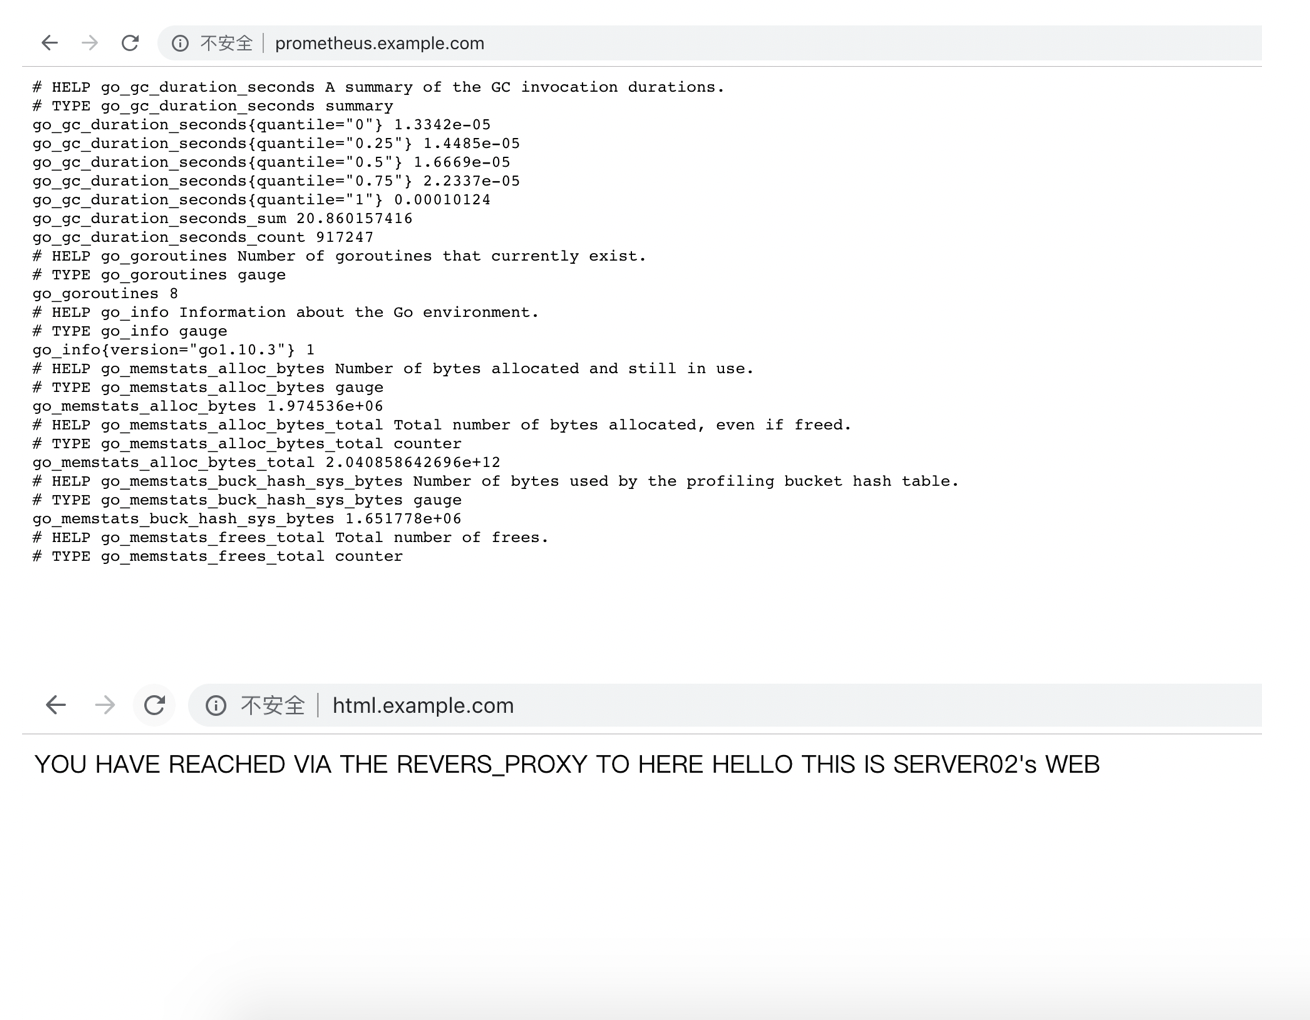 不安全 | prometheus.example.com
# HELP go_gc_duration_seconds A summary of the GC invocation durations.
# TYPE go_gc_duration_seconds summary
go_gc_duration_seconds{quantile="0"} 1.3342e-05
go_gc_duration_seconds{quantile="0.25"} 1.4485e-05
go_gc_duration_seconds{quantile="0.5"} 1.6669e-05
go_gc_duration_seconds{quantile="0.75"} 2.2337e-05
go_gc_duration_seconds{quantile="1"} 0.00010124
go_gc_duration_seconds_sum 20.860157416
go_gc_duration_seconds_count 917247
# HELP go_goroutines Number of goroutines that currently exist.
# TYPE go_goroutines gauge
go_goroutines 8
# HELP go_info Information about the Go environment.
# TYPE go_info gauge
go_info{version="go1.10.3"} 1
# HELP go_memstats_alloc_bytes Number of bytes allocated and still in use.
# TYPE go_memstats_alloc_bytes gauge
go_memstats_alloc_bytes 1.974536e+06
# HELP go_memstats_alloc_bytes_total Total number of bytes allocated, even if freed.
# TYPE go_memstats_alloc_bytes_total counter
go_memstats_alloc_bytes_total 2.040858642696e+12
# HELP go_memstats_buck_hash_sys_bytes Number of bytes used by the profiling bucket hash table.
# TYPE go_memstats_buck_hash_sys_bytes gauge
go_memstats_buck_hash_sys_bytes 1.651778e+06
# HELP go_memstats_frees_total Total number of frees.
# TYPE go_memstats_frees_total counter
不安全 | html.example.com
YOU HAVE REACHED VIA THE REVERS_PROXY TO HERE HELLO THIS IS SERVER02's WEB